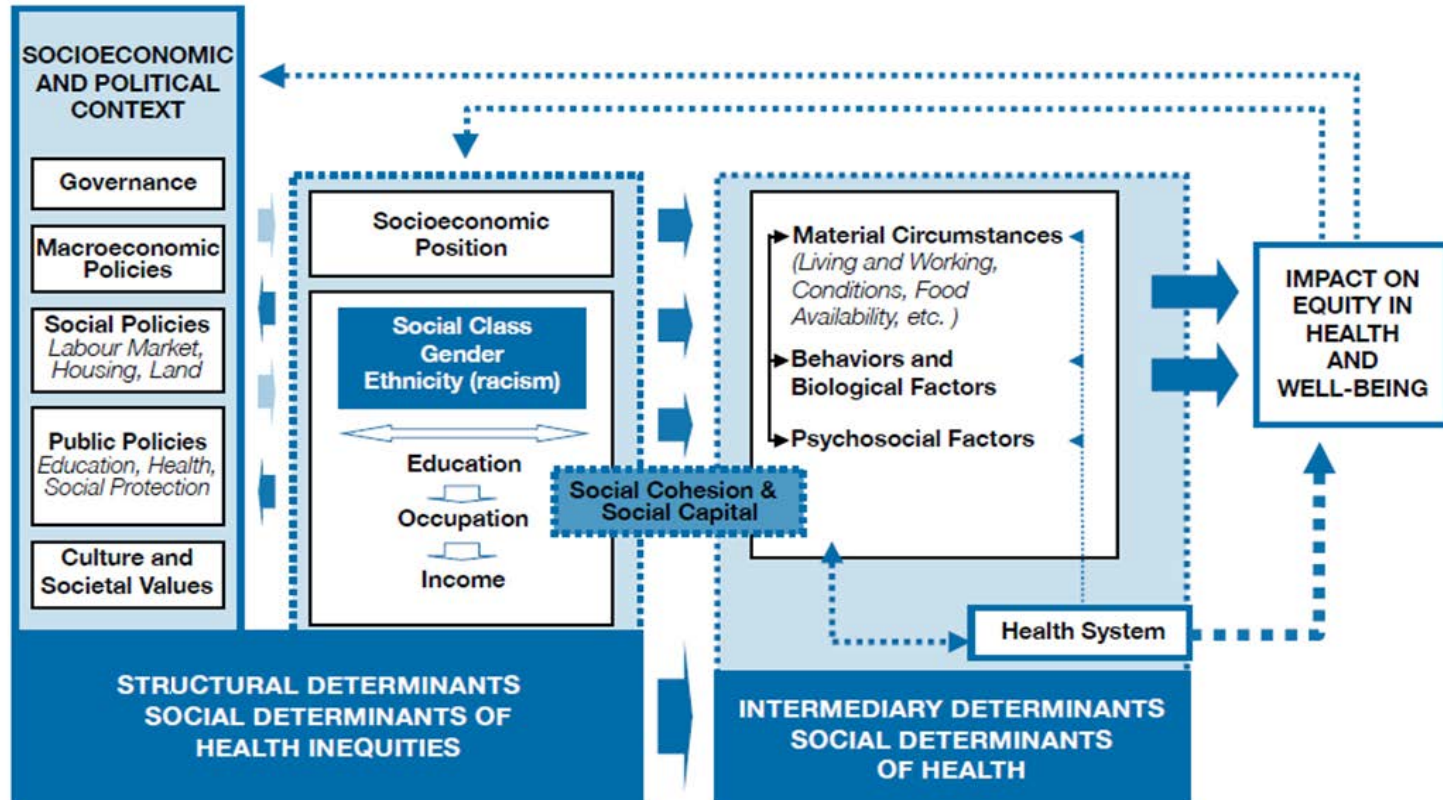 SOCIOECONOMIC
AND POLITICAL
CONTEXT
Governance
Macroeconomic
Policies
Social Policies
Labour Market,
Housing, Land
Public Policies
Education, Health,
Social Protection
Culture and
Societal Values
Socioeconomic
Position
Social Class
Gender
Ethnicity (racism)
Education
Occupation
Income
Social Cohesion &
Social Capital
Material Circumstances
(Living and Working,
Conditions, Food
Availability, etc. )
Behaviors and
Biological Factors
Psychosocial Factors
Health System
IMPACT ON
EQUITY IN
HEALTH
AND
WELL-BEING
STRUCTURAL DETERMINANTS
SOCIAL DETERMINANTS OF
HEALTH INEQUITIES
INTERMEDIARY DETERMINANTS
SOCIAL DETERMINANTS
OF HEALTH